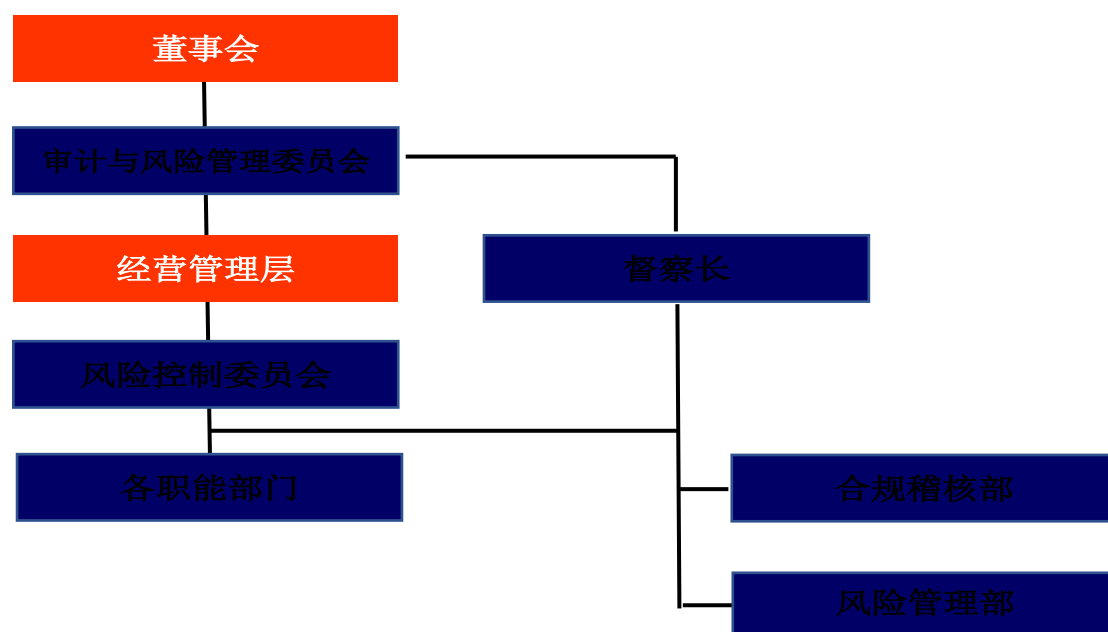 董事会
审计与风险管理委员会
经营管理层
督察长
风险控制委员会
各职能部门
合规稽核部
风险管理部